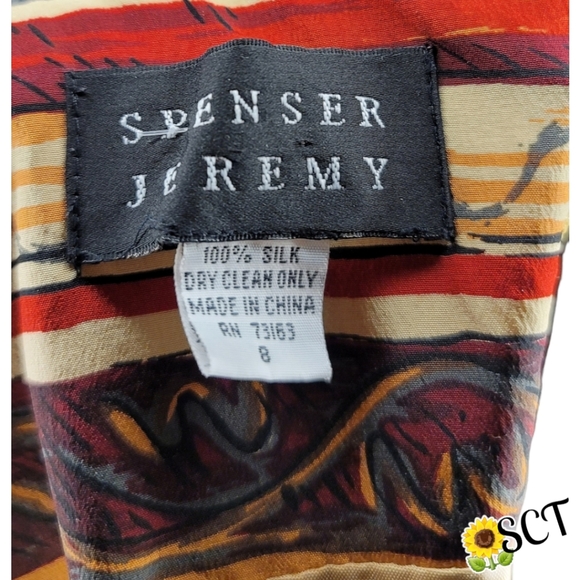 SPENSER
JEREMY
100% SILK
DRY CLEAN ONLY
MADE IN CHINA
RN 73163
8
SCT